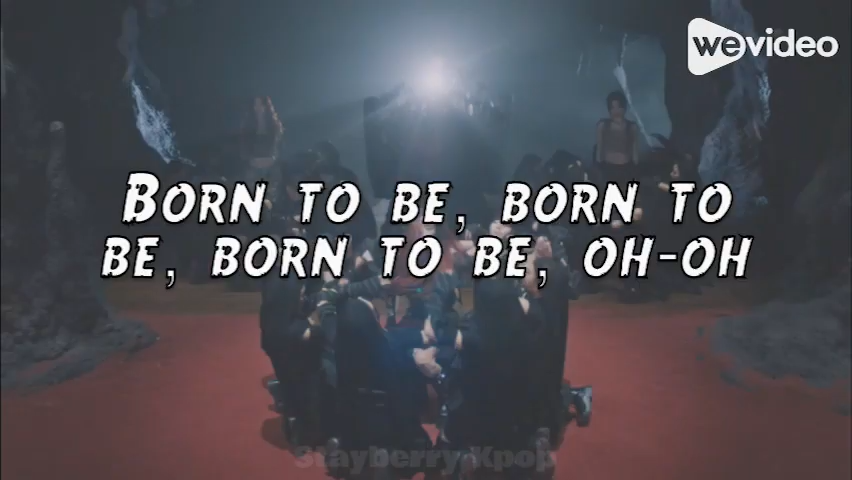 wevideo
BORN TO BE, BORN TO
BE, BORN TO BE, OH-OH
Stayberry Kpop